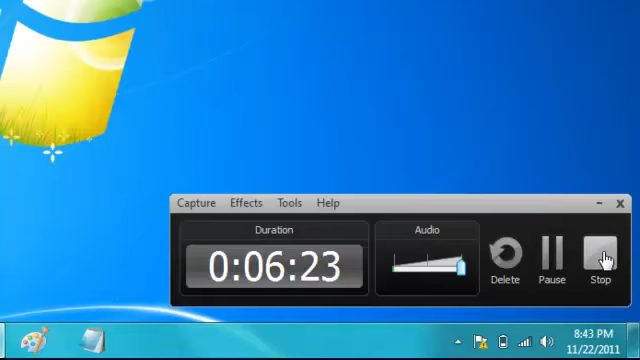 Capture Effects Tools Help
Duration
Audio
0:06:23
Delete
Pause
Stop
8:43 PM
11/22/2011